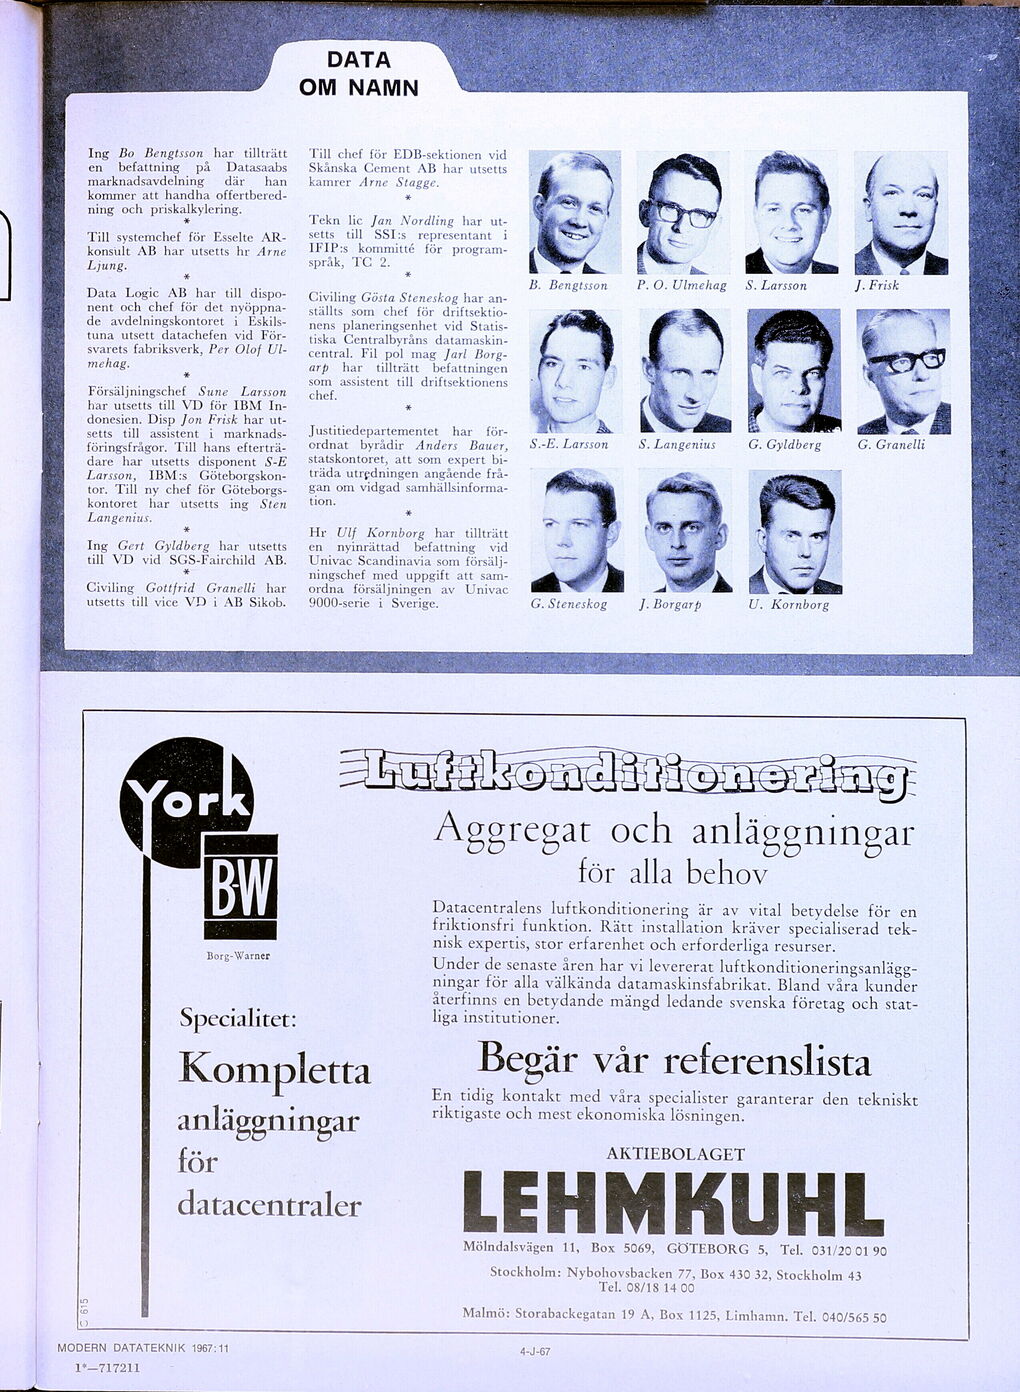 DATA
OM NAMN
Ing Bo Bengtsson har tillträtt
en befattning på Datasaabs
marknadsavdelning där han
kommer att handha offertbered-
ning och priskalkylering.
*
Till systemchef för Esselte AR-
konsult AB har utsetts hr Arne
Ljung.
*
Data Logic AB har till dispo-
nent och chef för det nyöppna-
de avdelningskontoret i Eskils-
tuna utsett datachefen vid För-
svarets fabriksverk, Per Olof Ul-
mehag.
*
Försäljningschef Sune Larsson
har utsetts till VD för IBM In-
donesien. Disp Jon Frisk har ut-
setts till assistent i marknads-
föringsfrågor. Till hans efterträ-
dare har utsetts disponent S-E
Larsson, IBM:s Göteborgskon-
tor. Till ny chef för Göteborgs-
kontoret har utsetts ing Sten
Langenius.
*
Ing Gert Gyldberg har utsetts
till VD vid SGS-Fairchild AB.
*
Civiling Gottfrid Granelli har
utsetts till vice VD i AB Sikob.
Till chef för EDB-sektionen vid
Skånska Cement AB har utsetts
kamrer Arne Stagge.
*
Tekn lic Jan Nordling har ut-
setts till SSI:s representant i
IFIP:s kommitté för program-
språk, TC 2.
*
Civiling Gösta Steneskog har an-
ställts som chef för driftsektio-
nens planeringsenhet vid Statis-
tiska Centralbyråns datamaskin-
central. Fil pol mag Jarl Borg-
arp har tillträtt befattningen
som assistent till driftsektionens
chef.
*
Justitiedepartementet har för-
ordnat byrådir Anders Bauer,
statskontoret, att som expert bi-
träda utredningen angående frå-
gan om vidgad samhällsinforma-
tion.
*
Hr Ulf Kornborg har tillträtt
en nyinrättad befattning vid
Univac Scandinavia som försälj-
ningschef med uppgift att sam-
ordna försäljningen av Univac
9000-serie i Sverige.
B. Bengtsson P. O. Ulmehag S. Larsson J. Frisk
S.-E. Larsson S. Langenius G. Gyldberg G. Granelli
G. Steneskog J. Borgarp U. Kornborg
York
B-W
Borg-Warner
Specialitet:
Kompletta
anläggningar
för
datacentraler
C 615
Luftkonditionering
Aggregat och anläggningar
för alla behov
Datacentralens luftkonditionering är av vital betydelse för en
friktionsfri funktion. Rätt installation kräver specialiserad tek-
nisk expertis, stor erfarenhet och erforderliga resurser.
Under de senaste åren har vi levererat luftkonditioneringsanlägg-
ningar för alla välkända datamaskinsfabrikat. Bland våra kunder
återfinns en betydande mängd ledande svenska företag och stat-
liga institutioner.
Begär vår referenslista
En tidig kontakt med våra specialister garanterar den tekniskt
riktigaste och mest ekonomiska lösningen.
AKTIEBOLAGET
LEHMKUHL
Mölndalsvägen 11, Box 5069, GÖTEBORG 5, Tel. 031/20 01 90
Stockholm: Nybohovsbacken 77, Box 430 32, Stockholm 43
Tel. 08/18 14 00
Malmö: Storabackegatan 19 A, Box 1125, Limhamn. Tel. 040/565 50
MODERN DATATEKNIK 1967:11
4-J-67
1*—717211